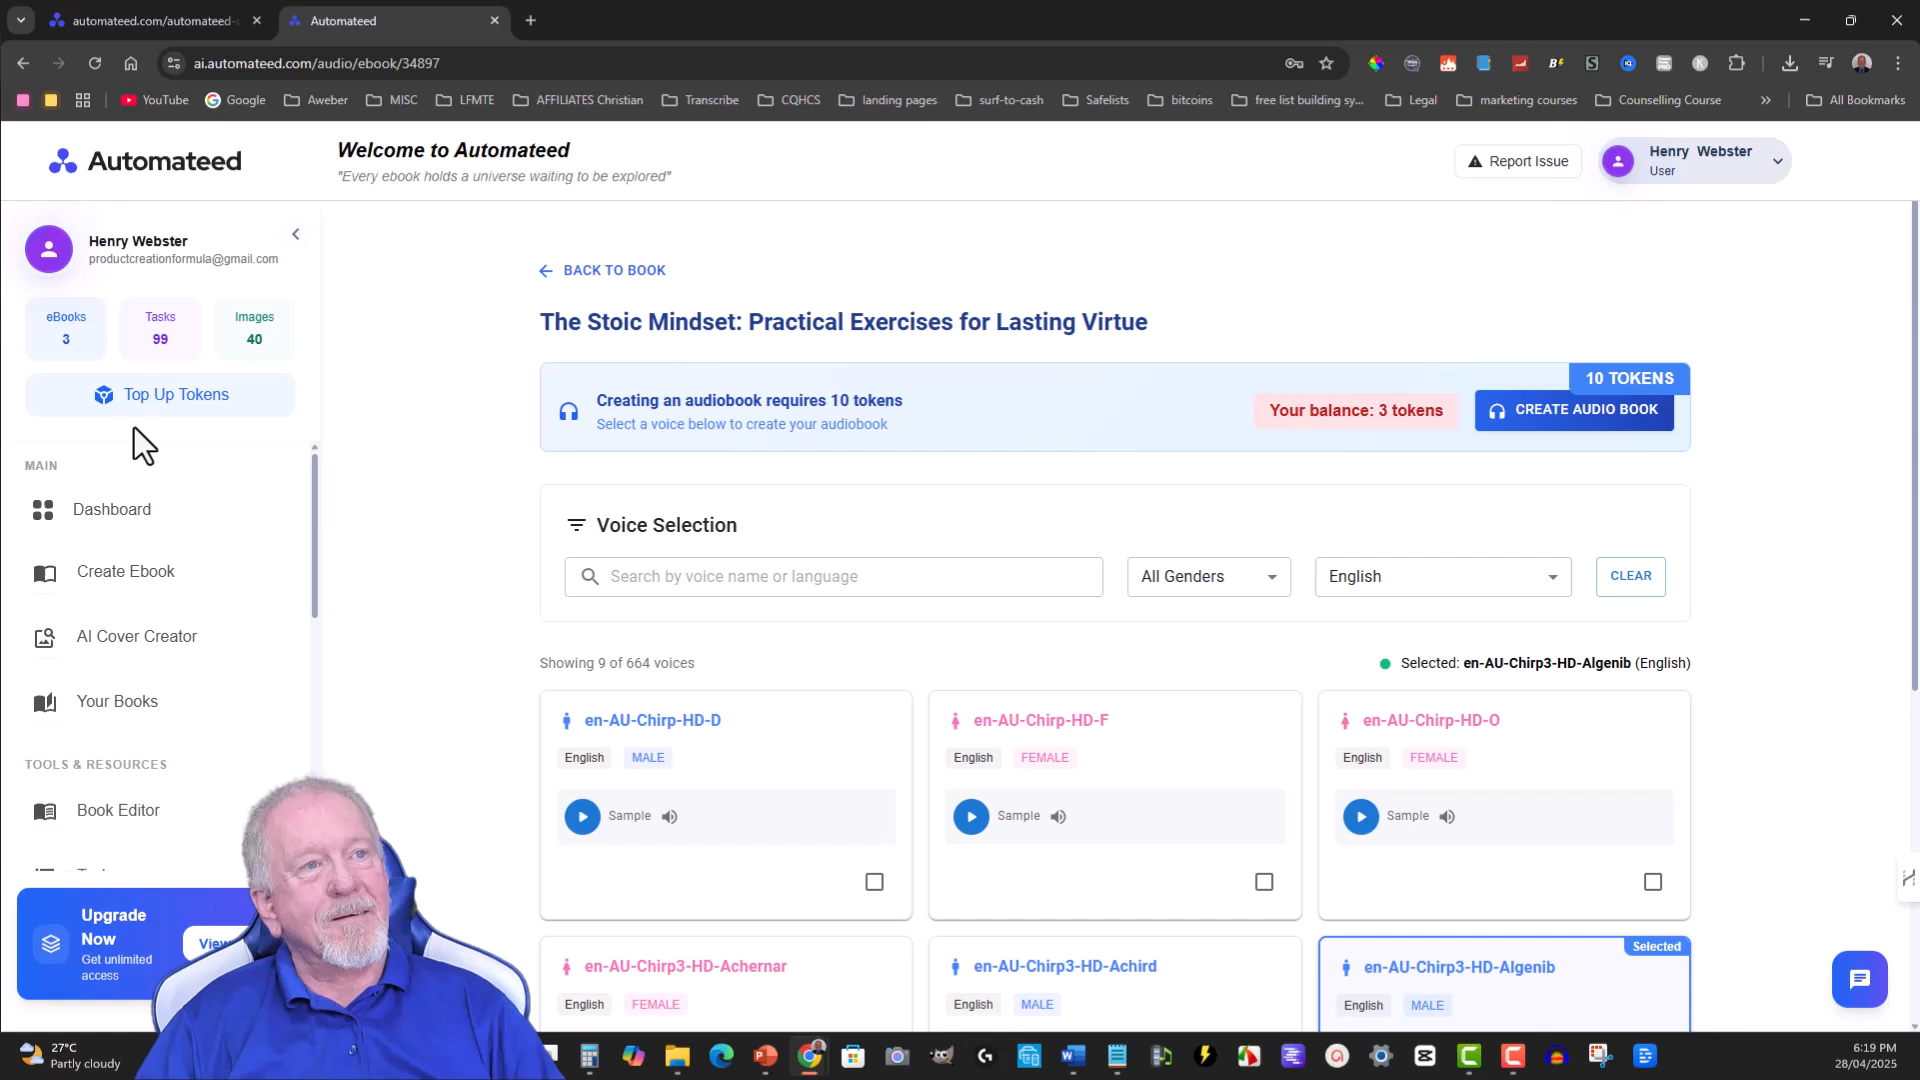 automateed.com/automateed-
Automateed
ai.automateed.com/audio/ebook/34897
YouTube
Google
Aweber
MISC
LFMTE
AFFILIATES Christian
Transcribe
CQHCS
landing pages
surf-to-cash
Safelists
bitcoins
free list building sy...
Legal
marketing courses
Counselling Course
All Bookmarks
Automateed
Welcome to Automateed
"Every ebook holds a universe waiting to be explored"
Report Issue
Henry Webster
User
Henry Webster
productcreationformula@gmail.com
eBooks
3
Tasks
99
Images
40
Top Up Tokens
MAIN
Dashboard
Create Ebook
AI Cover Creator
Your Books
TOOLS & RESOURCES
Book Editor
Upgrade
Now
Get unlimited
access
View
BACK TO BOOK
The Stoic Mindset: Practical Exercises for Lasting Virtue
Creating an audiobook requires 10 tokens
Select a voice below to create your audiobook
Your balance: 3 tokens
10 TOKENS
CREATE AUDIO BOOK
Voice Selection
Search by voice name or language
All Genders
English
CLEAR
Showing 9 of 664 voices
Selected: en-AU-Chirp3-HD-Algenib (English)
en-AU-Chirp-HD-D
English MALE
Sample
en-AU-Chirp-HD-F
English FEMALE
Sample
en-AU-Chirp-HD-O
English FEMALE
Sample
en-AU-Chirp3-HD-Achernar
English FEMALE
en-AU-Chirp3-HD-Achird
English MALE
Selected
en-AU-Chirp3-HD-Algenib
English MALE
27°C
Partly cloudy
6:19 PM
28/04/2025